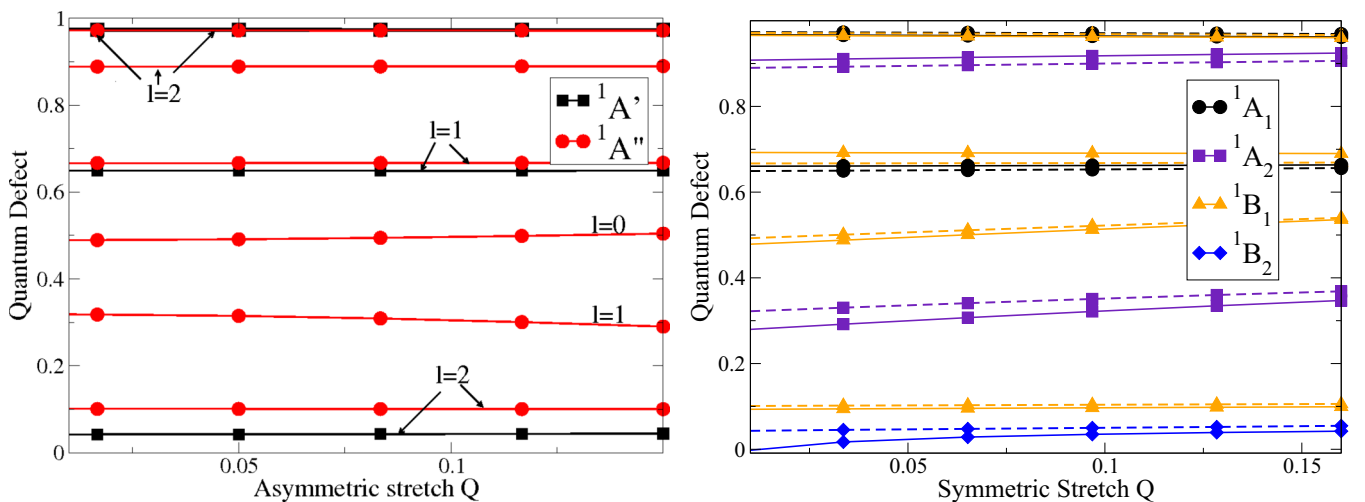 1
0.8
0.6
0.4
0.2
0
Quantum Defect
l=2
l=1
l=0
l=1
l=2
¹A'
¹A"
0.05
0.1
Asymmetric stretch Q
1
0.8
0.6
0.4
0.2
0
Quantum Defect
¹A₁
¹A₂
¹B₁
¹B₂
0.05
0.1
0.15
Symmetric Stretch Q